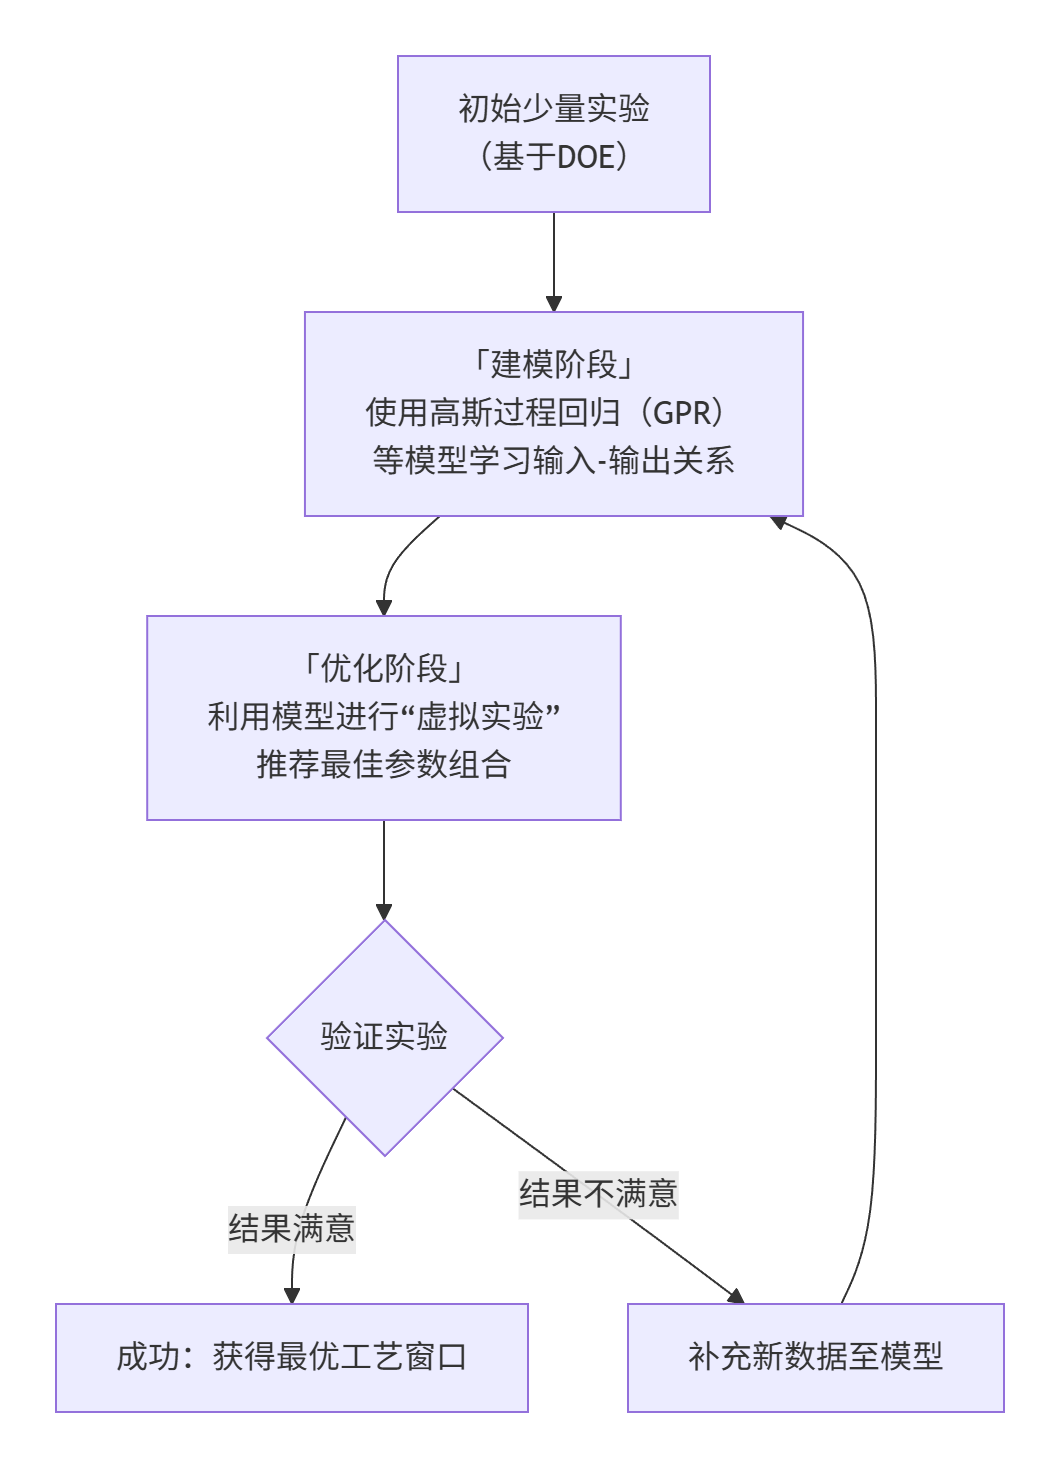 初始少量实验
（基于DOE）
「建模阶段」
使用高斯过程回归（GPR）
等模型学习输入-输出关系
「优化阶段」
利用模型进行“虚拟实验”
推荐最佳参数组合
验证实验
结果不满意
结果满意
成功：获得最优工艺窗口
补充新数据至模型